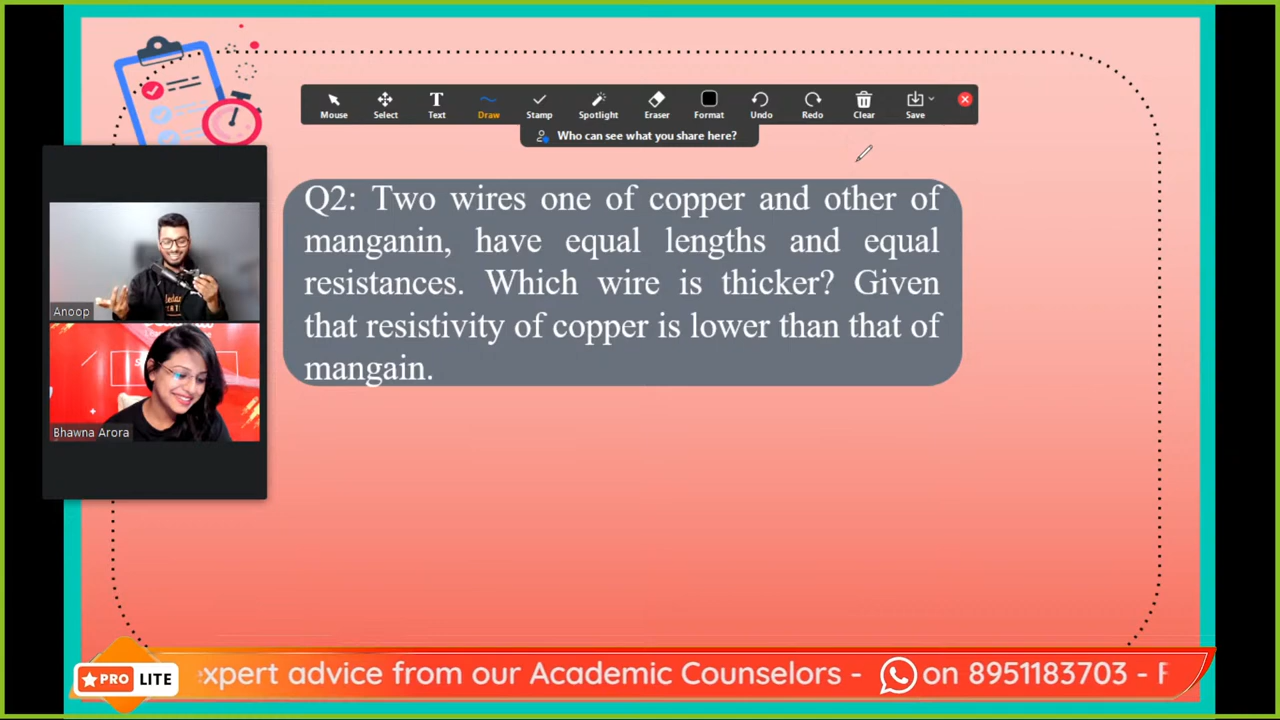 Mouse
Select
Text
Draw
Stamp
Spotlight
Eraser
Format
Undo
Redo
Clear
Save
Who can see what you share here?
Q2: Two wires one of copper and other of
manganin, have equal lengths and equal
resistances. Which wire is thicker? Given
that resistivity of copper is lower than that of
mangain.
Anoop
Bhawna Arora
PRO LITE
expert advice from our Academic Counselors - on 8951183703 - F